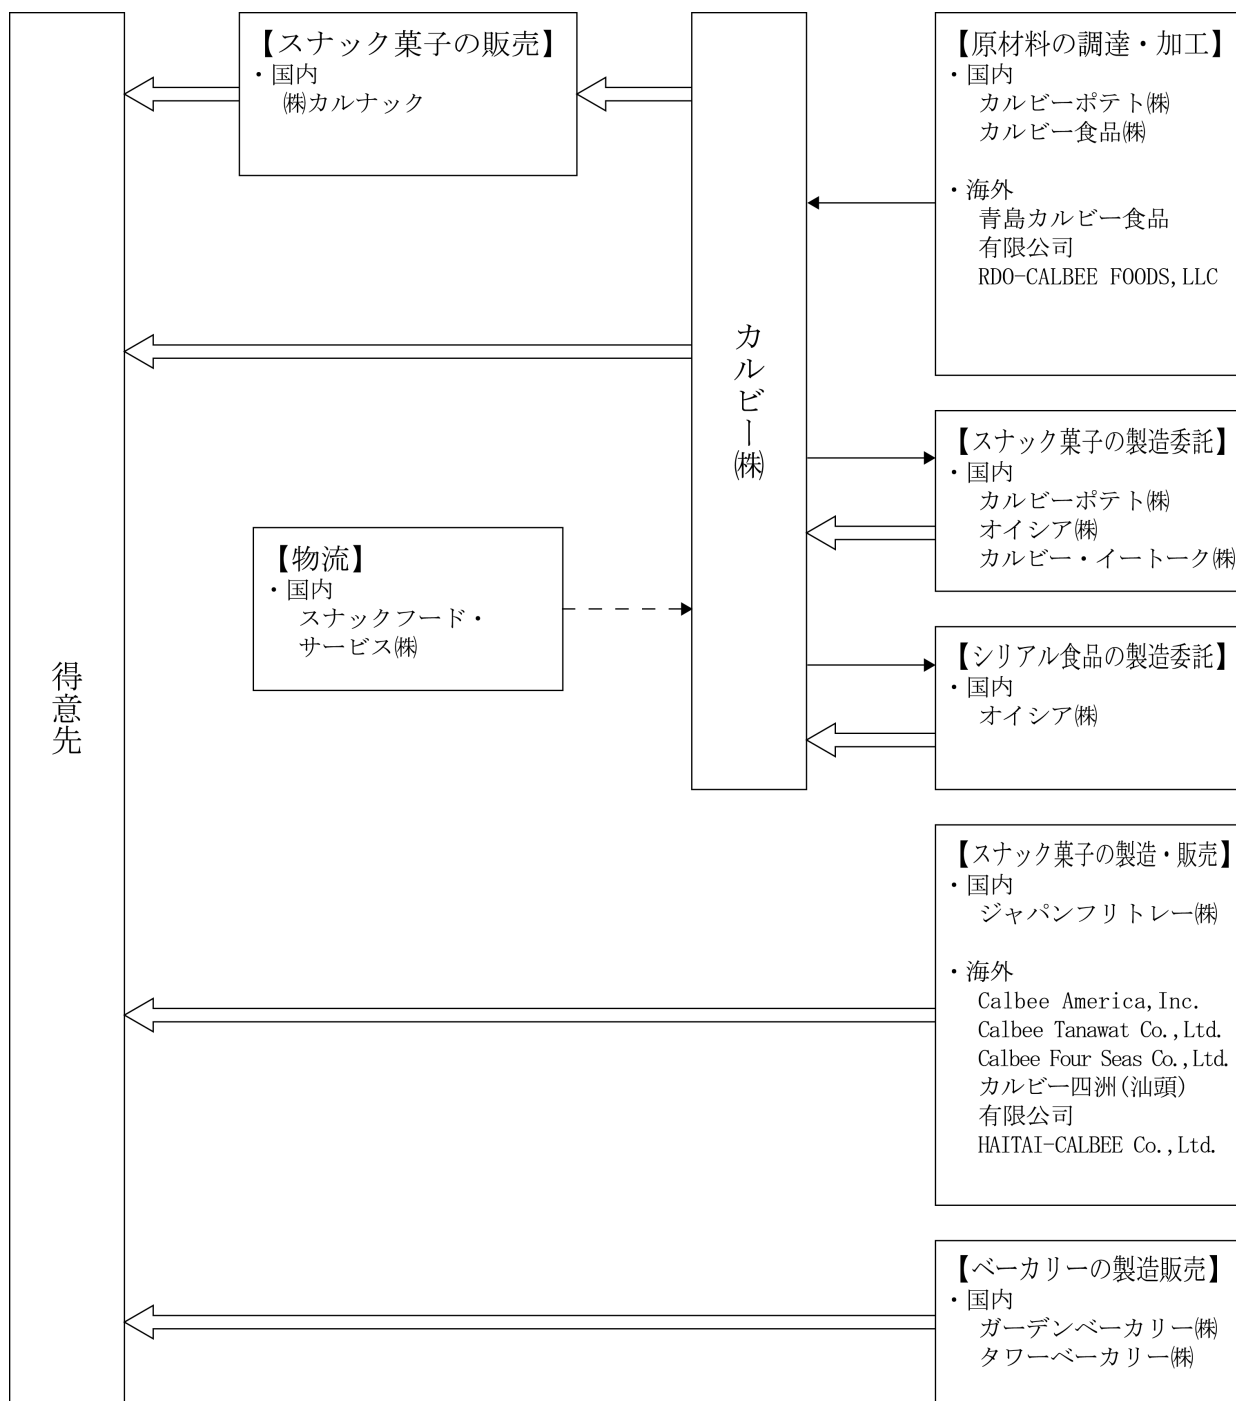 【スナック菓子の販売】
・国内
㈱カルナック
【原材料の調達・加工】
・国内
カルビーポテト㈱
カルビー食品㈱
・海外
青島カルビー食品
有限公司
RDO-CALBEE FOODS,LLC
カルビー㈱
【スナック菓子の製造委託】
・国内
カルビーポテト㈱
オイシア㈱
カルビー・イートーク㈱
【物流】
・国内
スナックフード・
サービス㈱
【シリアル食品の製造委託】
・国内
オイシア㈱
得意先
【スナック菓子の製造・販売】
・国内
ジャパンフリトレー㈱
・海外
Calbee America,Inc.
Calbee Tanawat Co.,Ltd.
Calbee Four Seas Co.,Ltd.
カルビー四洲(汕頭)
有限公司
HAITAI-CALBEE Co.,Ltd.
【ベーカリーの製造販売】
・国内
ガーデンベーカリー㈱
タワーベーカリー㈱